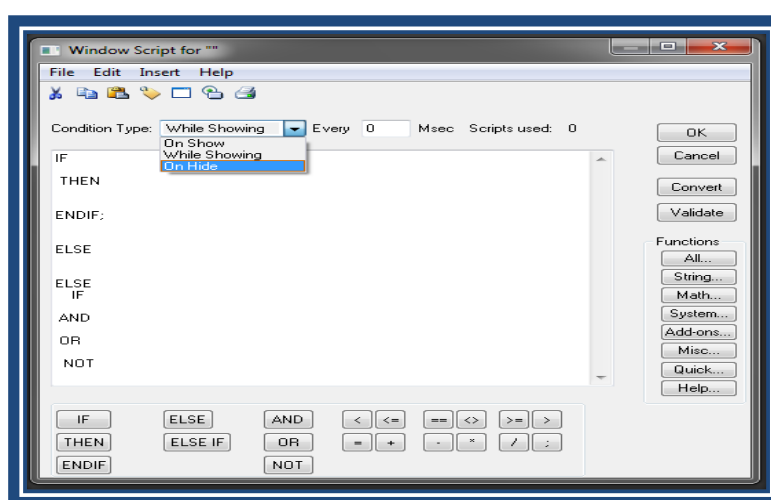 Window Script for ""
File Edit Insert Help
Condition Type: While Showing Every 0 Msec Scripts used: 0
On Show
While Showing
On Hide
IF
THEN
ENDIF;
ELSE
ELSE
IF
AND
OR
NOT
OK
Cancel
Convert
Validate
Functions
All...
String...
Math...
System...
Add-ons...
Misc...
Quick...
Help...
IF ELSE AND < <= == <> >= >
THEN ELSE IF OR = + - * / ;
ENDIF NOT